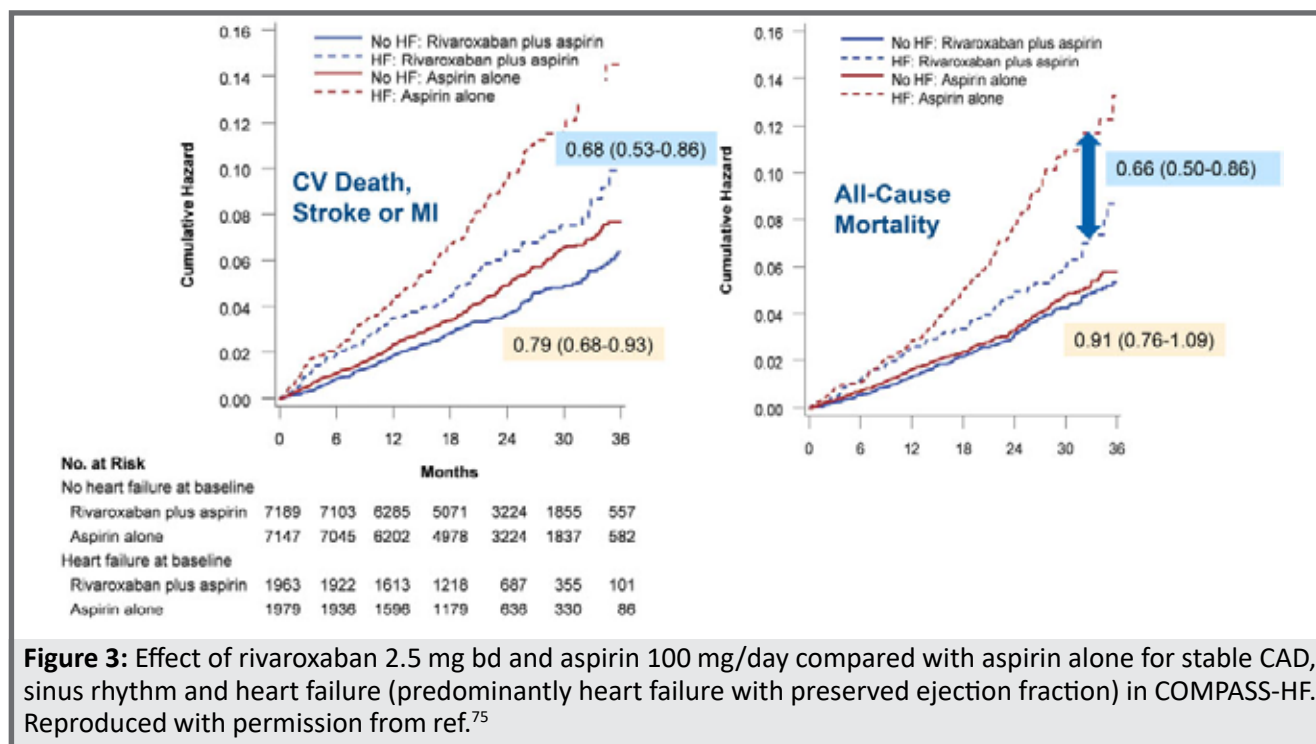 0.16
0.14
0.12
0.10
0.08
0.06
0.04
0.02
0.00
Cumulative Hazard
No HF: Rivaroxaban plus aspirin
HF: Rivaroxaban plus aspirin
No HF: Aspirin alone
HF: Aspirin alone
CV Death,
Stroke or MI
0.68 (0.53-0.86)
0.79 (0.68-0.93)
0 6 12 18 24 30 36
Months
0.16
0.14
0.12
0.10
0.08
0.06
0.04
0.02
0.00
Cumulative Hazard
No HF: Rivaroxaban plus aspirin
HF: Rivaroxaban plus aspirin
No HF: Aspirin alone
HF: Aspirin alone
All-Cause
Mortality
0.66 (0.50-0.86)
0.91 (0.76-1.09)
0 6 12 18 24 30 36
No. at Risk
No heart failure at baseline
Rivaroxaban plus aspirin 7189 7103 6285 5071 3224 1855 557
Aspirin alone 7147 7045 6202 4978 3224 1837 582
Heart failure at baseline
Rivaroxaban plus aspirin 1963 1922 1613 1218 687 355 101
Aspirin alone 1979 1936 1596 1179 636 330 86
Figure 3: Effect of rivaroxaban 2.5 mg bd and aspirin 100 mg/day compared with aspirin alone for stable CAD,
sinus rhythm and heart failure (predominantly heart failure with preserved ejection fraction) in COMPASS-HF.
Reproduced with permission from ref.75